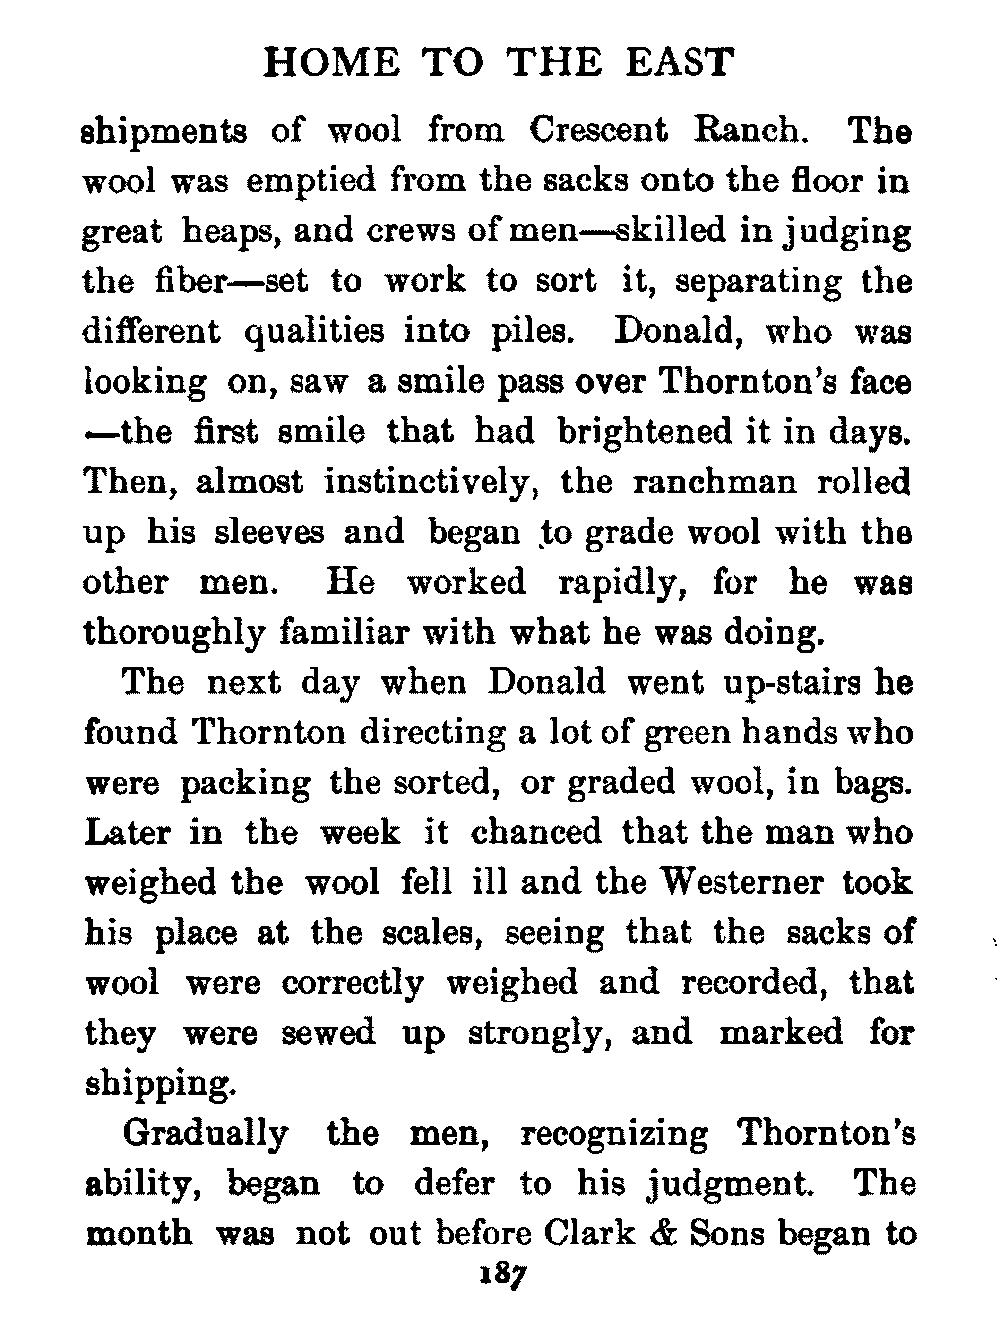 HOME TO THE EAST
shipments of wool from Crescent Ranch. The
wool was emptied from the sacks onto the floor in
great heaps, and crews of men—skilled in judging
the fiber—set to work to sort it, separating the
different qualities into piles. Donald, who was
looking on, saw a smile pass over Thornton's face
—the first smile that had brightened it in days.
Then, almost instinctively, the ranchman rolled
up his sleeves and began to grade wool with the
other men. He worked rapidly, for he was
thoroughly familiar with what he was doing.
The next day when Donald went up-stairs he
found Thornton directing a lot of green hands who
were packing the sorted, or graded wool, in bags.
Later in the week it chanced that the man who
weighed the wool fell ill and the Westerner took
his place at the scales, seeing that the sacks of
wool were correctly weighed and recorded, that
they were sewed up strongly, and marked for
shipping.
Gradually the men, recognizing Thornton's
ability, began to defer to his judgment. The
month was not out before Clark & Sons began to
187